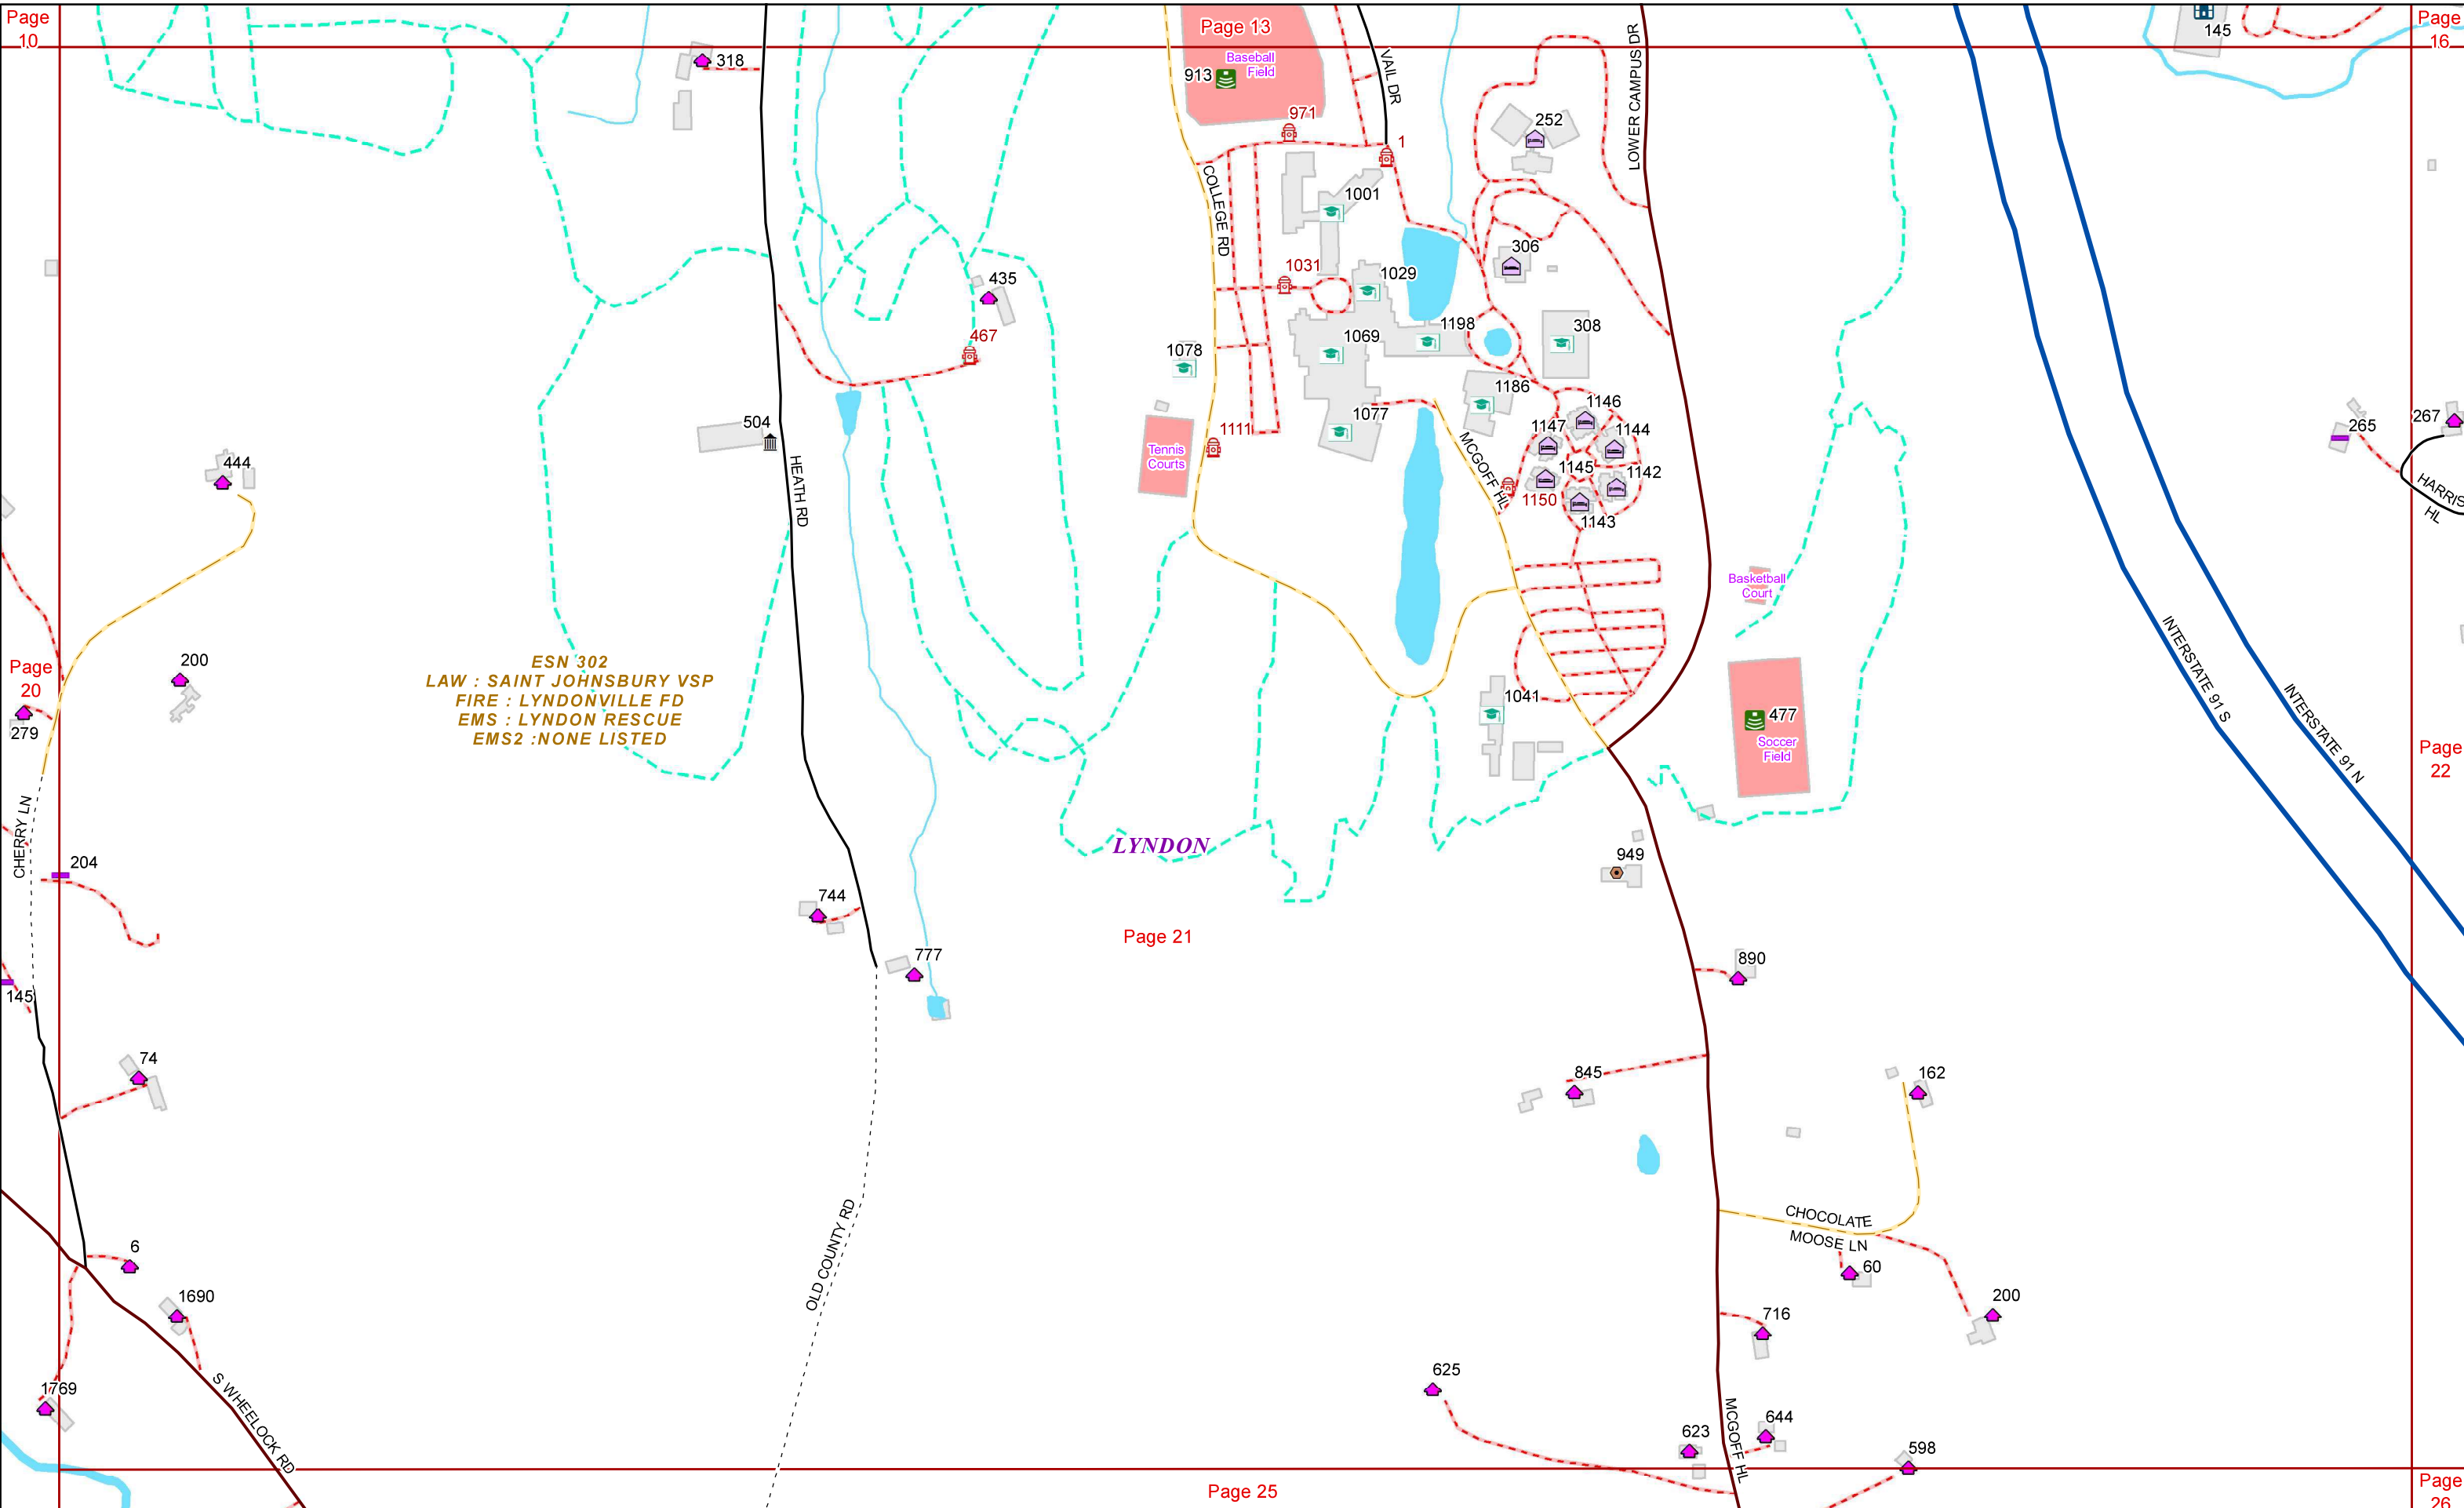 Page
10
Page 13
Page
16
145
318
Baseball
Field
913
VAIL DR
LOWER CAMPUS DR
971
1
252
COLLEGE RD
1001
306
1031
1029
435
467
1198
308
1069
1078
1186
1146
1077
1147
1144
1111
Tennis
Courts
MCGOFF HL
1145
1142
1150
1143
265
267
HARRIS
HL
504
444
HEATH RD
Basketball
Court
INTERSTATE 91 S
INTERSTATE 91 N
200
Page
20
279
ESN 302
LAW : SAINT JOHNSBURY VSP
FIRE : LYNDONVILLE FD
EMS : LYNDON RESCUE
EMS2 :NONE LISTED
1041
477
Soccer
Field
Page
22
CHERRY LN
LYNDON
204
949
744
Page 21
777
890
145
74
845
162
OLD COUNTY RD
CHOCOLATE
MOOSE LN
6
60
1690
200
716
1769
S WHEELOCK RD
625
623
MCGOFF HL
644
598
Page 25
Page
26